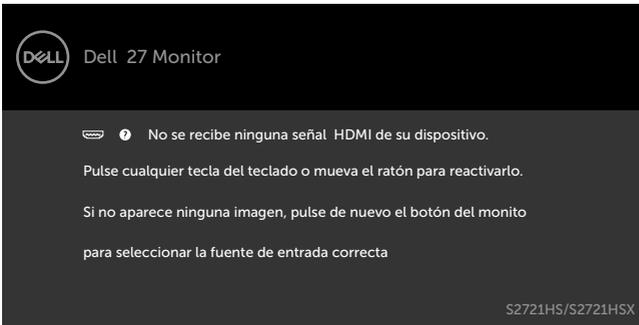 DELL
Dell 27 Monitor
No se recibe ninguna señal HDMI de su dispositivo.
Pulse cualquier tecla del teclado o mueva el ratón para reactivarlo.
Si no aparece ninguna imagen, pulse de nuevo el botón del monito
para seleccionar la fuente de entrada correcta
S2721HS/S2721HSX